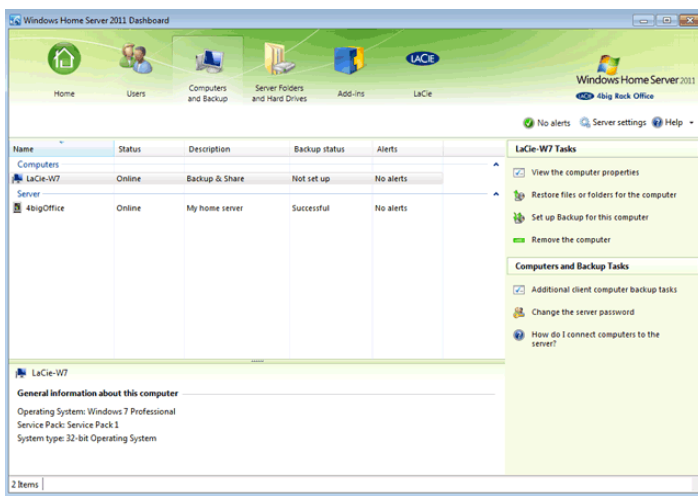 Windows Home Server 2011 Dashboard
Home
Users
Computers and Backup
Server Folders and Hard Drives
Add-ins
LaCie
LACIE
Windows Home Server 2011
LACIE 4big Rack Office
No alerts Server settings Help
Name Status Description Backup status Alerts
Computers
LaCie-W7 Online Backup & Share Not set up No alerts
Server
4bigOffice Online My home server Successful No alerts
LaCie-W7 Tasks
View the computer properties
Restore files or folders for the computer
Set up Backup for this computer
Remove the computer
Computers and Backup Tasks
Additional client computer backup tasks
Change the server password
How do I connect computers to the
server?
LaCie-W7
General information about this computer
Operating System: Windows 7 Professional
Service Pack: Service Pack 1
System type: 32-bit Operating System
2 Items